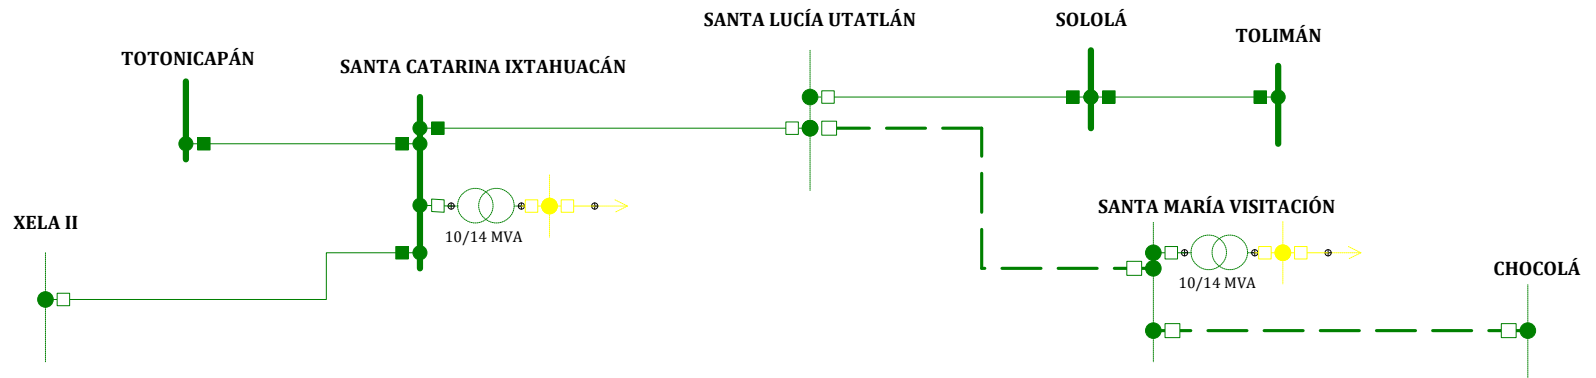 SANTA LUCÍA UTATLÁN
SOLOLÁ
TOLIMÁN
TOTONICAPÁN
SANTA CATARINA IXTAHUACÁN
XELA II
10/14 MVA
SANTA MARÍA VISITACIÓN
10/14 MVA
CHOCOLÁ